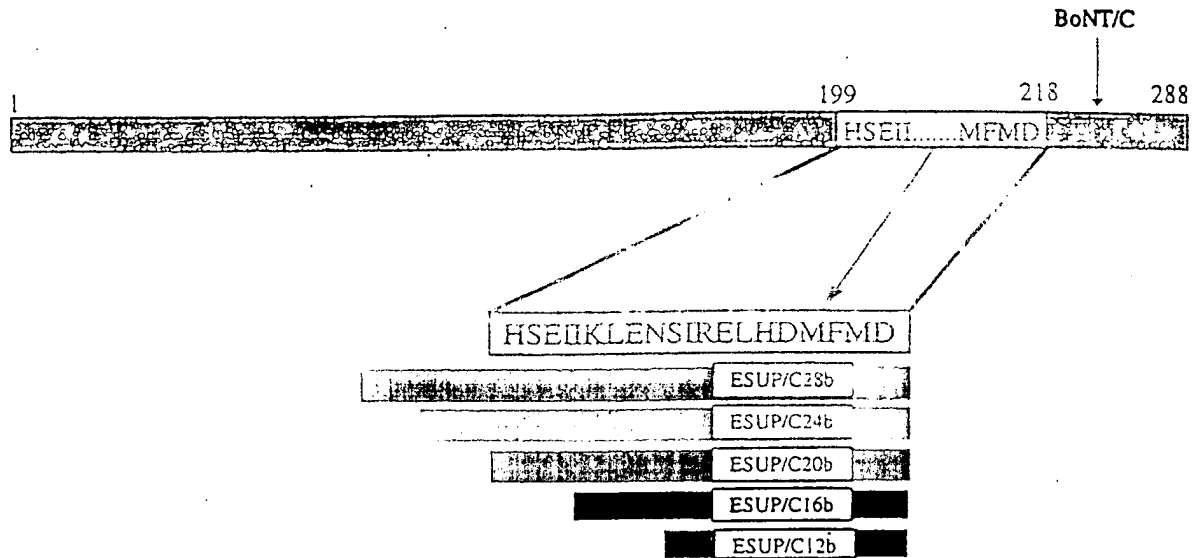 BoNT/C
1 199 218 288
HSEII.......MFMD
HSEIIKLENSIRELHDMFMD
ESUP/C28b
ESUP/C24b
ESUP/C20b
ESUP/C16b
ESUP/C12b